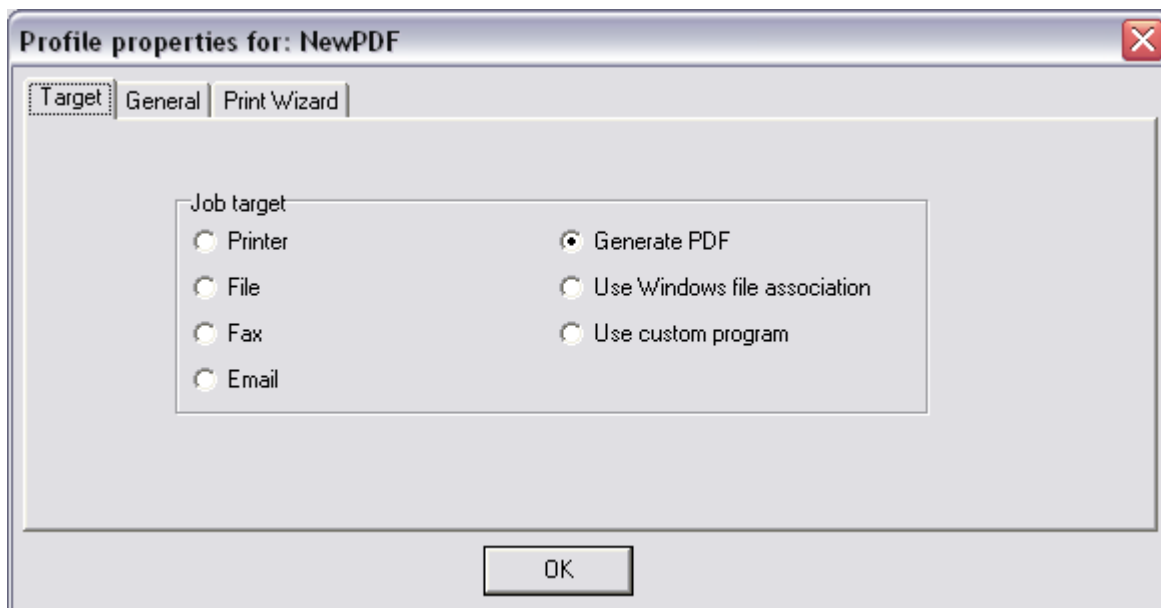 Profile properties for: NewPDF
Target General Print Wizard
Job target
Printer
File
Fax
Email
Generate PDF
Use Windows file association
Use custom program
OK